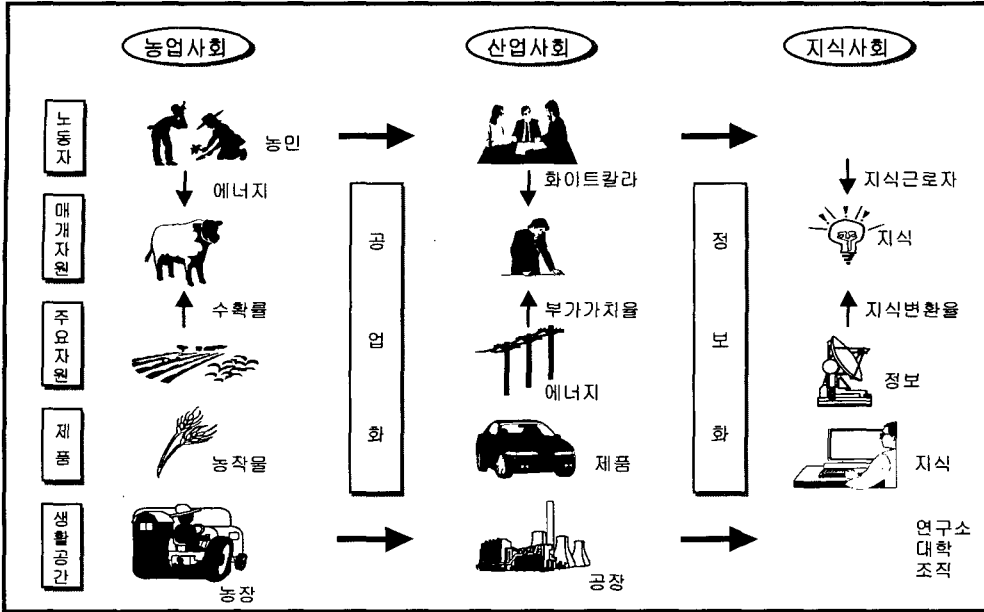 농업사회
산업사회
지식사회
노동자
농민
에너지
화이트칼라
지식근로자
매개자원
지식
수확률
부가가치율
지식변환율
주요자원
에너지
정보
제품
농작물
제품
지식
생활공간
농장
공장
연구소
대학
조직
공업화
정보화